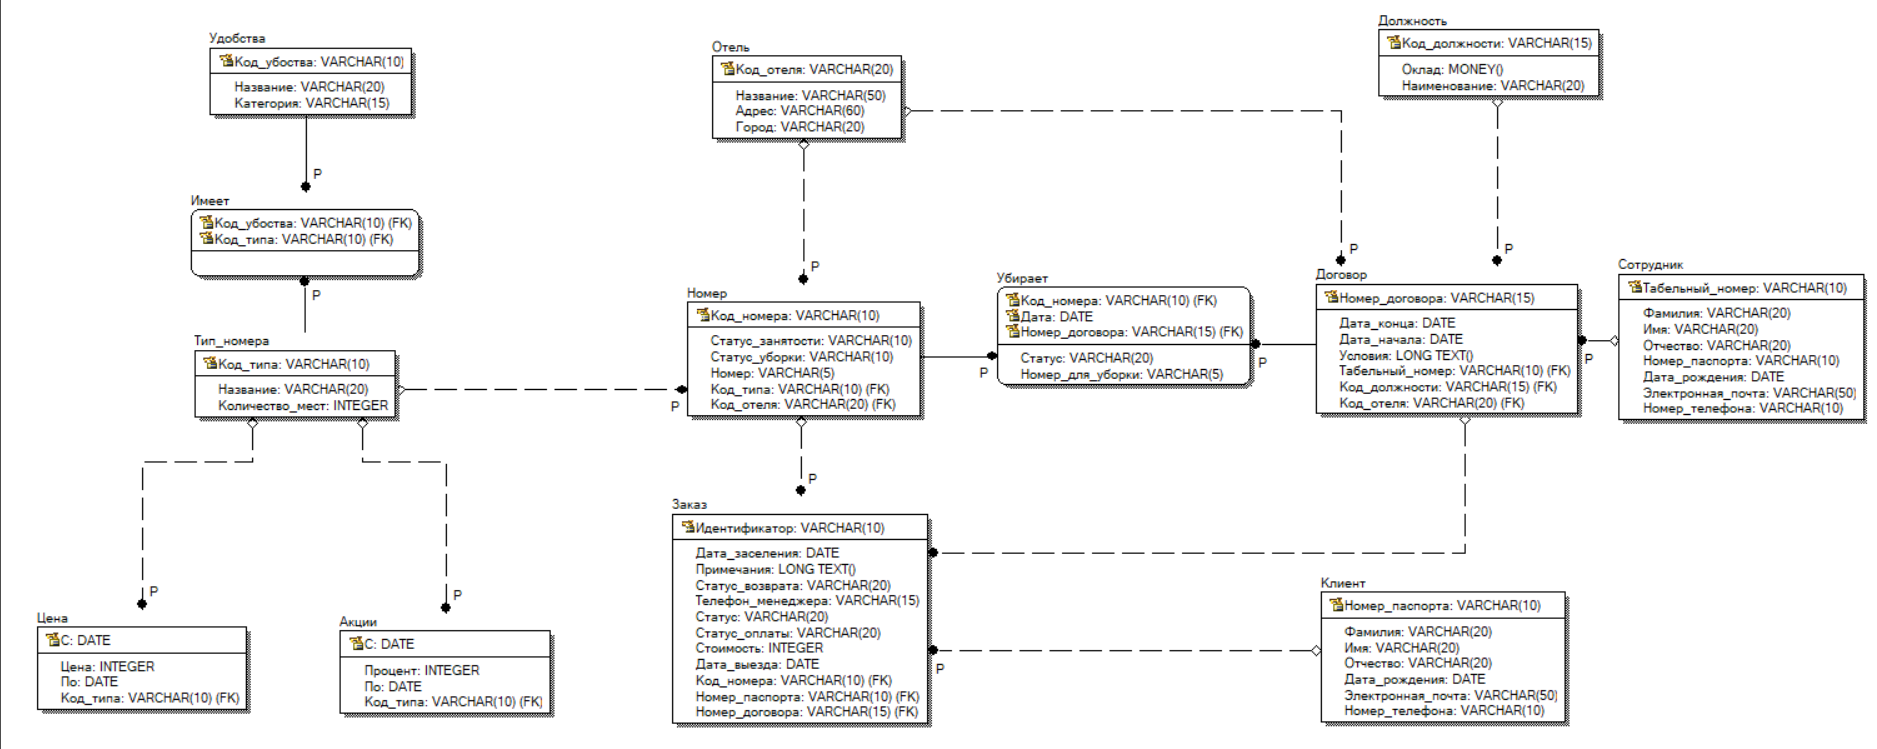 Удобства
Код_убоства: VARCHAR(10)
Название: VARCHAR(20)
Категория: VARCHAR(15)
P
Имеет
Код_убоства: VARCHAR(10) (FK)
Код_типа: VARCHAR(10) (FK)
P
Тип_номера
Код_типа: VARCHAR(10)
Название: VARCHAR(20)
Количество_мест: INTEGER
P
Цена
С: DATE
Цена: INTEGER
По: DATE
Код_типа: VARCHAR(10) (FK)
P
Акции
С: DATE
Процент: INTEGER
По: DATE
Код_типа: VARCHAR(10) (FK)
Отель
Код_отеля: VARCHAR(20)
Название: VARCHAR(50)
Адрес: VARCHAR(60)
Город: VARCHAR(20)
P
Номер
Код_номера: VARCHAR(10)
Статус_занятости: VARCHAR(10)
Статус_уборки: VARCHAR(10)
Номер: VARCHAR(5)
Код_типа: VARCHAR(10) (FK)
Код_отеля: VARCHAR(20) (FK)
P
P
Заказ
Идентификатор: VARCHAR(10)
Дата_заселения: DATE
Примечания: LONG TEXT()
Статус_возврата: VARCHAR(20)
Телефон_менеджера: VARCHAR(15)
Статус: VARCHAR(20)
Статус_оплаты: VARCHAR(20)
Стоимость: INTEGER
Дата_выезда: DATE
Код_номера: VARCHAR(10) (FK)
Номер_паспорта: VARCHAR(10) (FK)
Номер_договора: VARCHAR(15) (FK)
P
Убирает
Код_номера: VARCHAR(10) (FK)
Дата: DATE
Номер_договора: VARCHAR(15) (FK)
Статус: VARCHAR(20)
Номер_для_уборки: VARCHAR(5)
P
P
Должность
Код_должности: VARCHAR(15)
Оклад: MONEY()
Наименование: VARCHAR(20)
P
P
Договор
Номер_договора: VARCHAR(15)
Дата_конца: DATE
Дата_начала: DATE
Условия: LONG TEXT()
Табельный_номер: VARCHAR(10) (FK)
Код_должности: VARCHAR(15) (FK)
Код_отеля: VARCHAR(20) (FK)
P
Сотрудник
Табельный_номер: VARCHAR(10)
Фамилия: VARCHAR(20)
Имя: VARCHAR(20)
Отчество: VARCHAR(20)
Номер_паспорта: VARCHAR(10)
Дата_рождения: DATE
Электронная_почта: VARCHAR(50)
Номер_телефона: VARCHAR(10)
Клиент
Номер_паспорта: VARCHAR(10)
Фамилия: VARCHAR(20)
Имя: VARCHAR(20)
Отчество: VARCHAR(20)
Дата_рождения: DATE
Электронная_почта: VARCHAR(50)
Номер_телефона: VARCHAR(10)